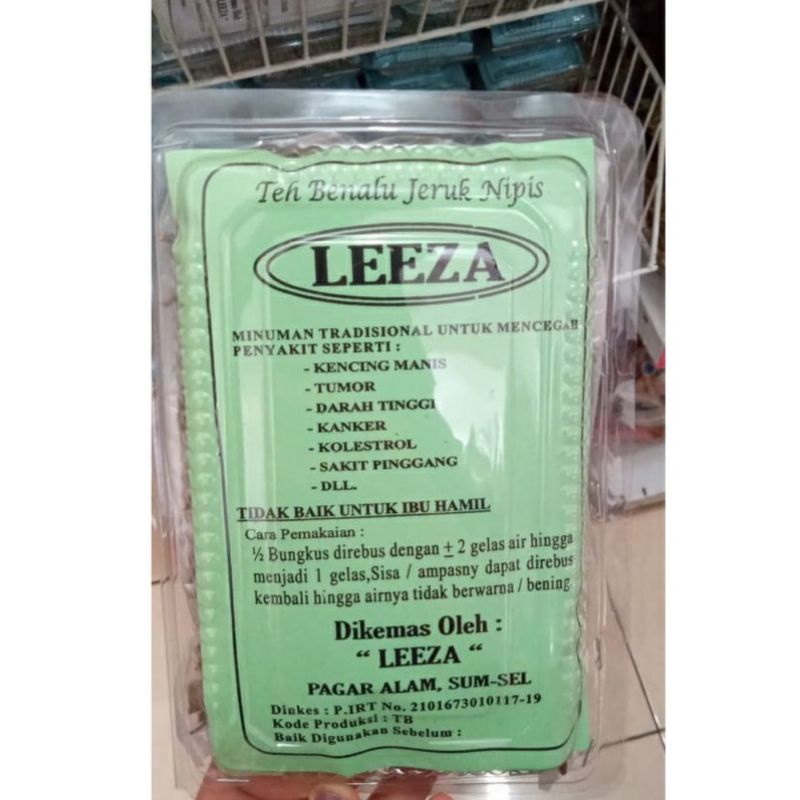 Teh Benalu Jeruk Nipis
LEEZA
MINUMAN TRADISIONAL UNTUK MENCEGAH
PENYAKIT SEPERTI :
- KENCING MANIS
- TUMOR
- DARAH TINGGI
- KANKER
- KOLESTROL
- SAKIT PINGGANG
- DLL.
TIDAK BAIK UNTUK IBU HAMIL
Cara Pemakaian :
½ Bungkus direbus dengan ± 2 gelas air hingga
menjadi 1 gelas,Sisa / ampasny dapat direbus
kembali hingga airnya tidak berwarna / bening
Dikemas Oleh :
“ LEEZA “
PAGAR ALAM, SUM-SEL
Dinkes : P.IRT No. 2101673010117-19
Kode Produksi : TB
Baik Digunakan Sebelum :